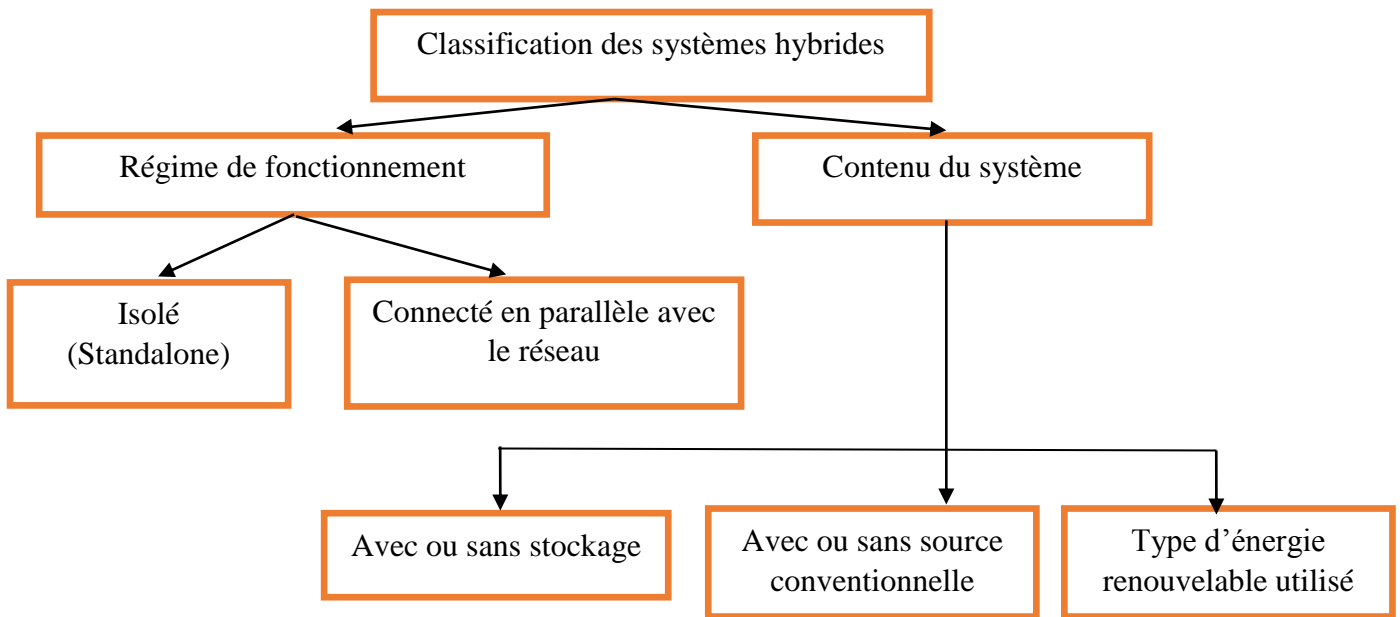 Classification des systèmes hybrides
Régime de fonctionnement
Contenu du système
Isolé
(Standalone)
Connecté en parallèle avec
le réseau
Avec ou sans stockage
Avec ou sans source
conventionnelle
Type d’énergie
renouvelable utilisé